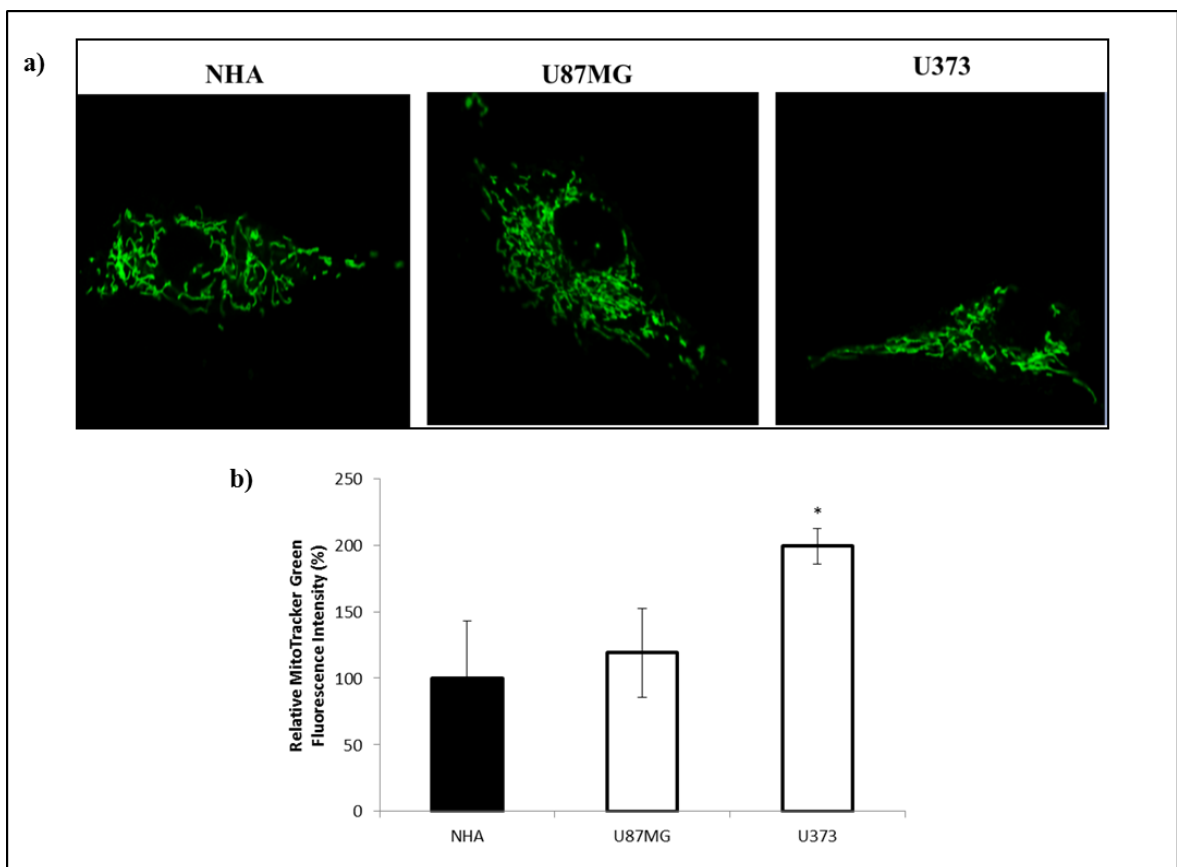 a)
NHA
U87MG
U373
b)
Relative MitoTracker Green
Fluorescence Intensity (%)
250
200
150
100
50
0
*
NHA
U87MG
U373